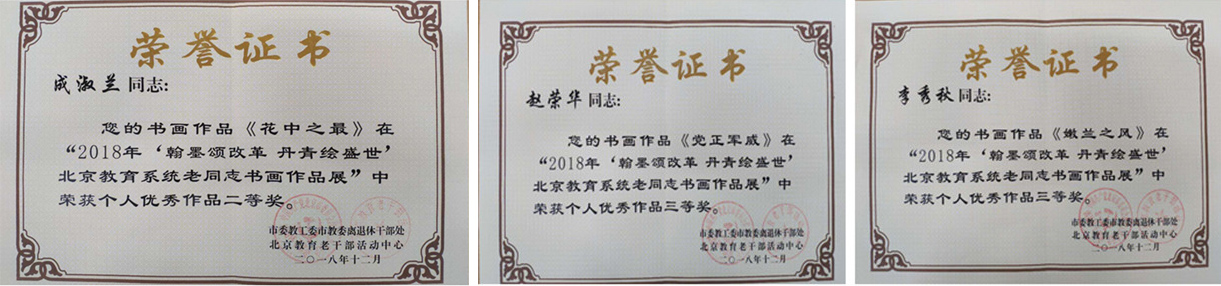 荣誉证书
成淑兰同志:
您的书画作品《花中之最》在
“2018年‘翰墨颂改革 丹青绘盛世’
北京教育系统老同志书画作品展”中
荣获个人优秀作品二等奖。
市委教工委市教委离退休干部处
北京教育老干部活动中心
二〇一八年十二月
荣誉证书
赵荣华同志:
您的书画作品《党正军威》在
“2018年‘翰墨颂改革 丹青绘盛世’
北京教育系统老同志书画作品展”中
荣获个人优秀作品三等奖。
市委教工委市教委离退休干部处
北京教育老干部活动中心
二〇一八年十二月
荣誉证书
李秀秋同志:
您的书画作品《嫩兰之风》在
“2018年‘翰墨颂改革 丹青绘盛世’
北京教育系统老同志书画作品展”中
荣获个人优秀作品三等奖。
市委教工委市教委离退休干部处
北京教育老干部活动中心
二〇一八年十二月